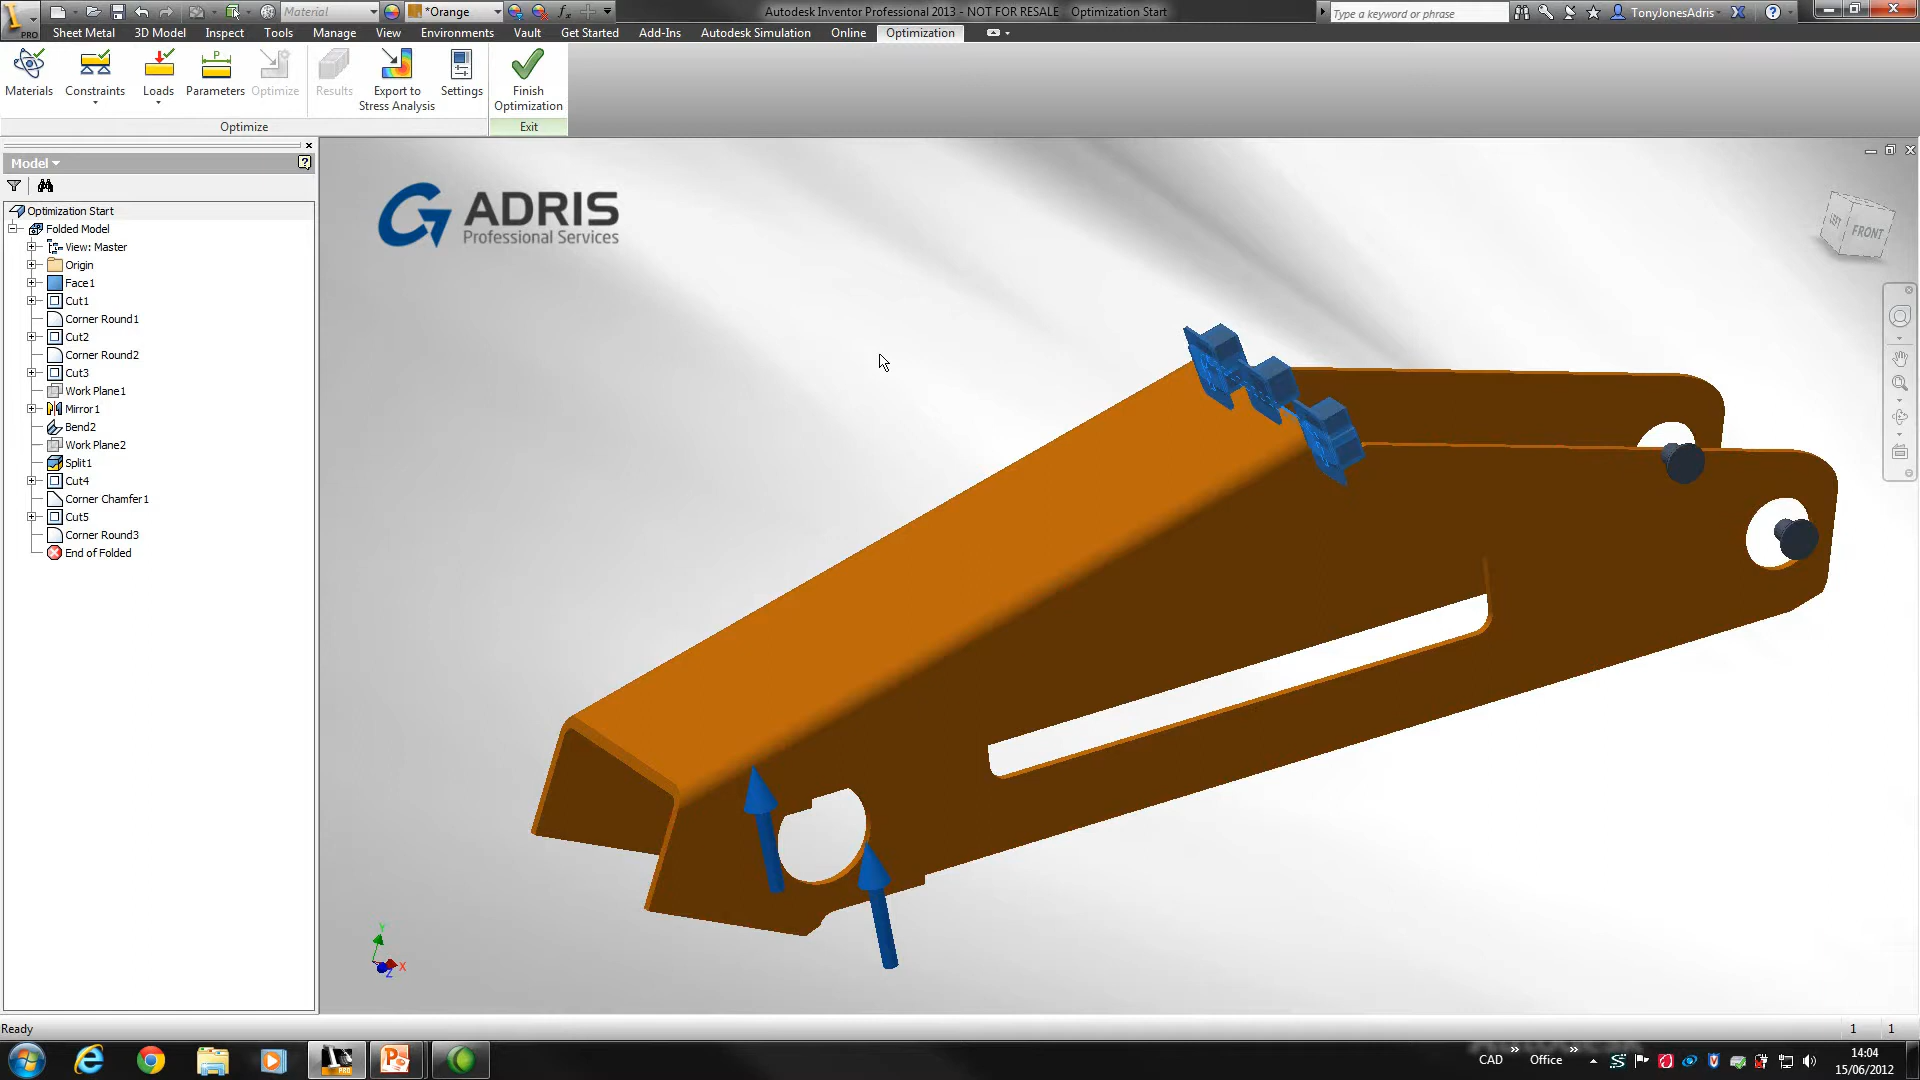 Material
*Orange
Autodesk Inventor Professional 2013 - NOT FOR RESALE   Optimization Start
Type a keyword or phrase
TonyJonesAdris
PRO
Sheet Metal
3D Model
Inspect
Tools
Manage
View
Environments
Vault
Get Started
Add-Ins
Autodesk Simulation
Online
Optimization
Materials
Constraints
Loads
Parameters
Optimize
Results
Export to
Stress Analysis
Settings
Finish
Optimization
Optimize
Exit
Model
Optimization Start
Folded Model
View: Master
Origin
Face1
Cut1
Corner Round1
Cut2
Corner Round2
Cut3
Work Plane1
Mirror1
Bend2
Work Plane2
Split1
Cut4
Corner Chamfer1
Cut5
Corner Round3
End of Folded
ADRIS
Professional Services
LEFT
FRONT
Y
X
Z
Ready
1
1
CAD
Office
14:04
15/06/2012